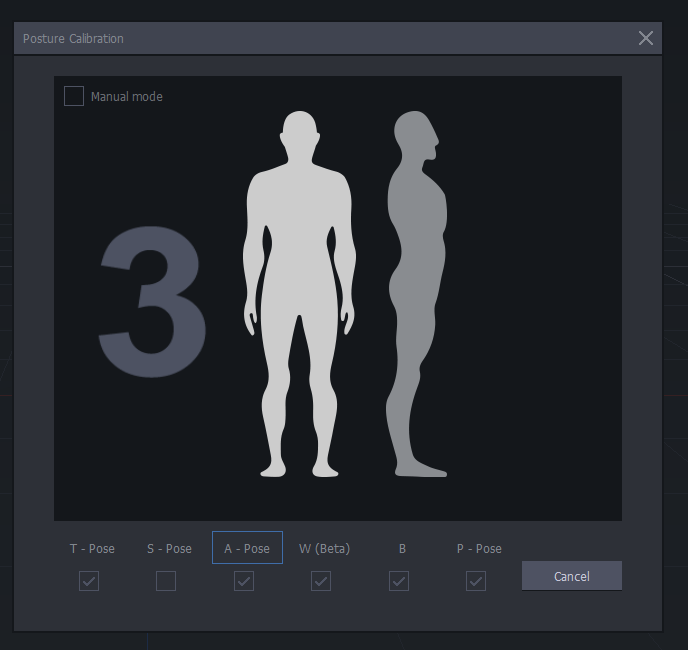 Posture Calibration
Manual mode
3
T - Pose S - Pose A - Pose W (Beta) B P - Pose
Cancel